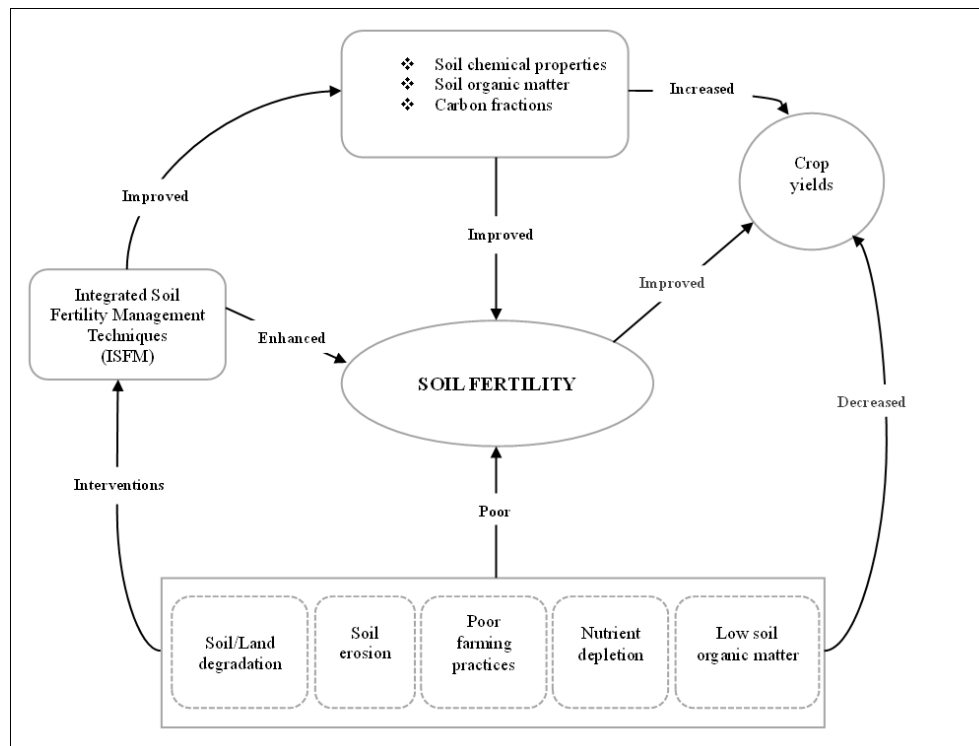 ❖ Soil chemical properties
❖ Soil organic matter
❖ Carbon fractions
Increased
Crop
yields
Improved
Improved
Improved
Integrated Soil
Fertility Management
Techniques
(ISFM)
Enhanced
SOIL FERTILITY
Decreased
Interventions
Poor
Soil/Land
degradation
Soil
erosion
Poor
farming
practices
Nutrient
depletion
Low soil
organic matter